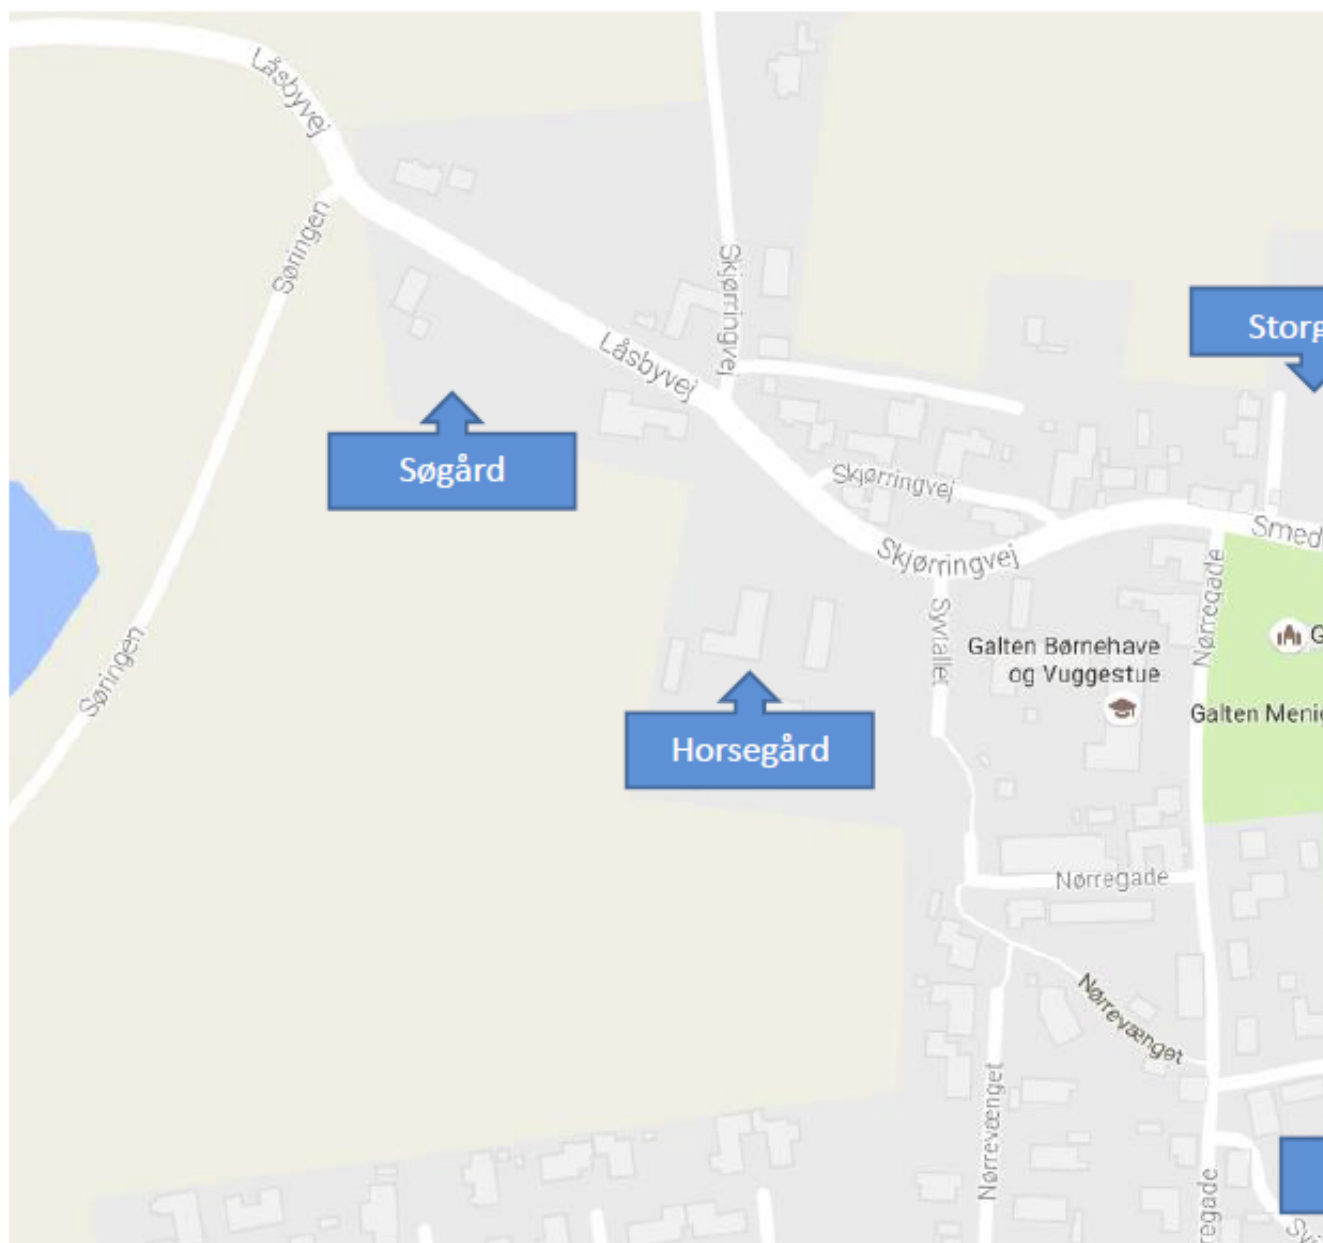 Låsbyvej
Søringen
Skjørringvej
Storg
Låsbyvej
Søgård
Skjørringvej
Smed
Skjørringvej
Nørregade
Syvtallet
Galten Børnehave
og Vuggestue
G
Søringen
Galten Meni
Horsegård
Nørregade
Nørrevænget
Nørrevænget
regade